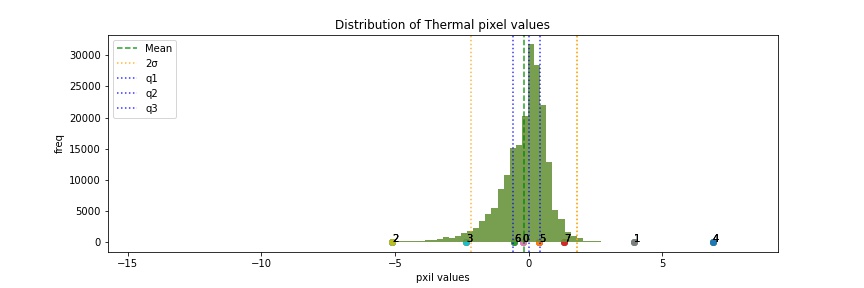 Distribution of Thermal pixel values
Mean
2σ
q1
q2
q3
freq
30000
25000
20000
15000
10000
5000
0
2 3 6 0 5 7 1 4
−15 −10 −5 0 5
pxil values